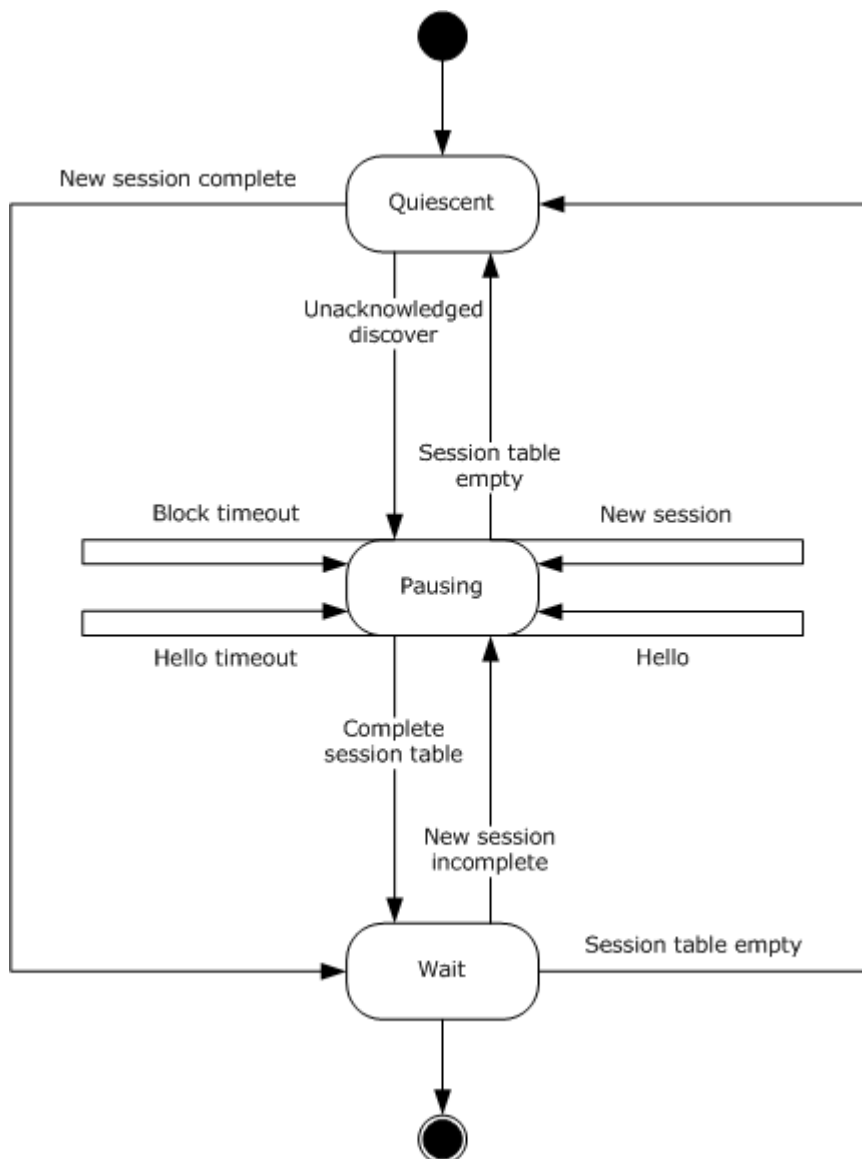 New session complete
Quiescent
Unacknowledged
discover
Session table
empty
Block timeout
New session
Pausing
Hello timeout
Hello
Complete
session table
New session
incomplete
Wait
Session table empty